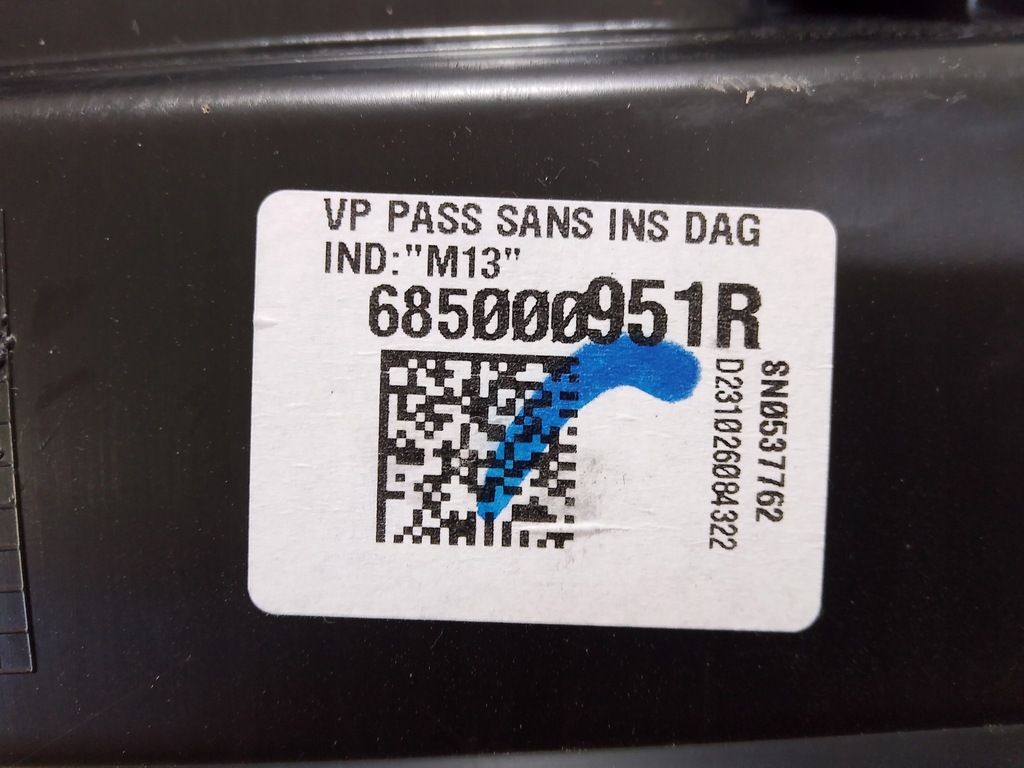 VP PASS SANS INS DAG
IND:"M13"
685000951R
SN0537762
D231026084322